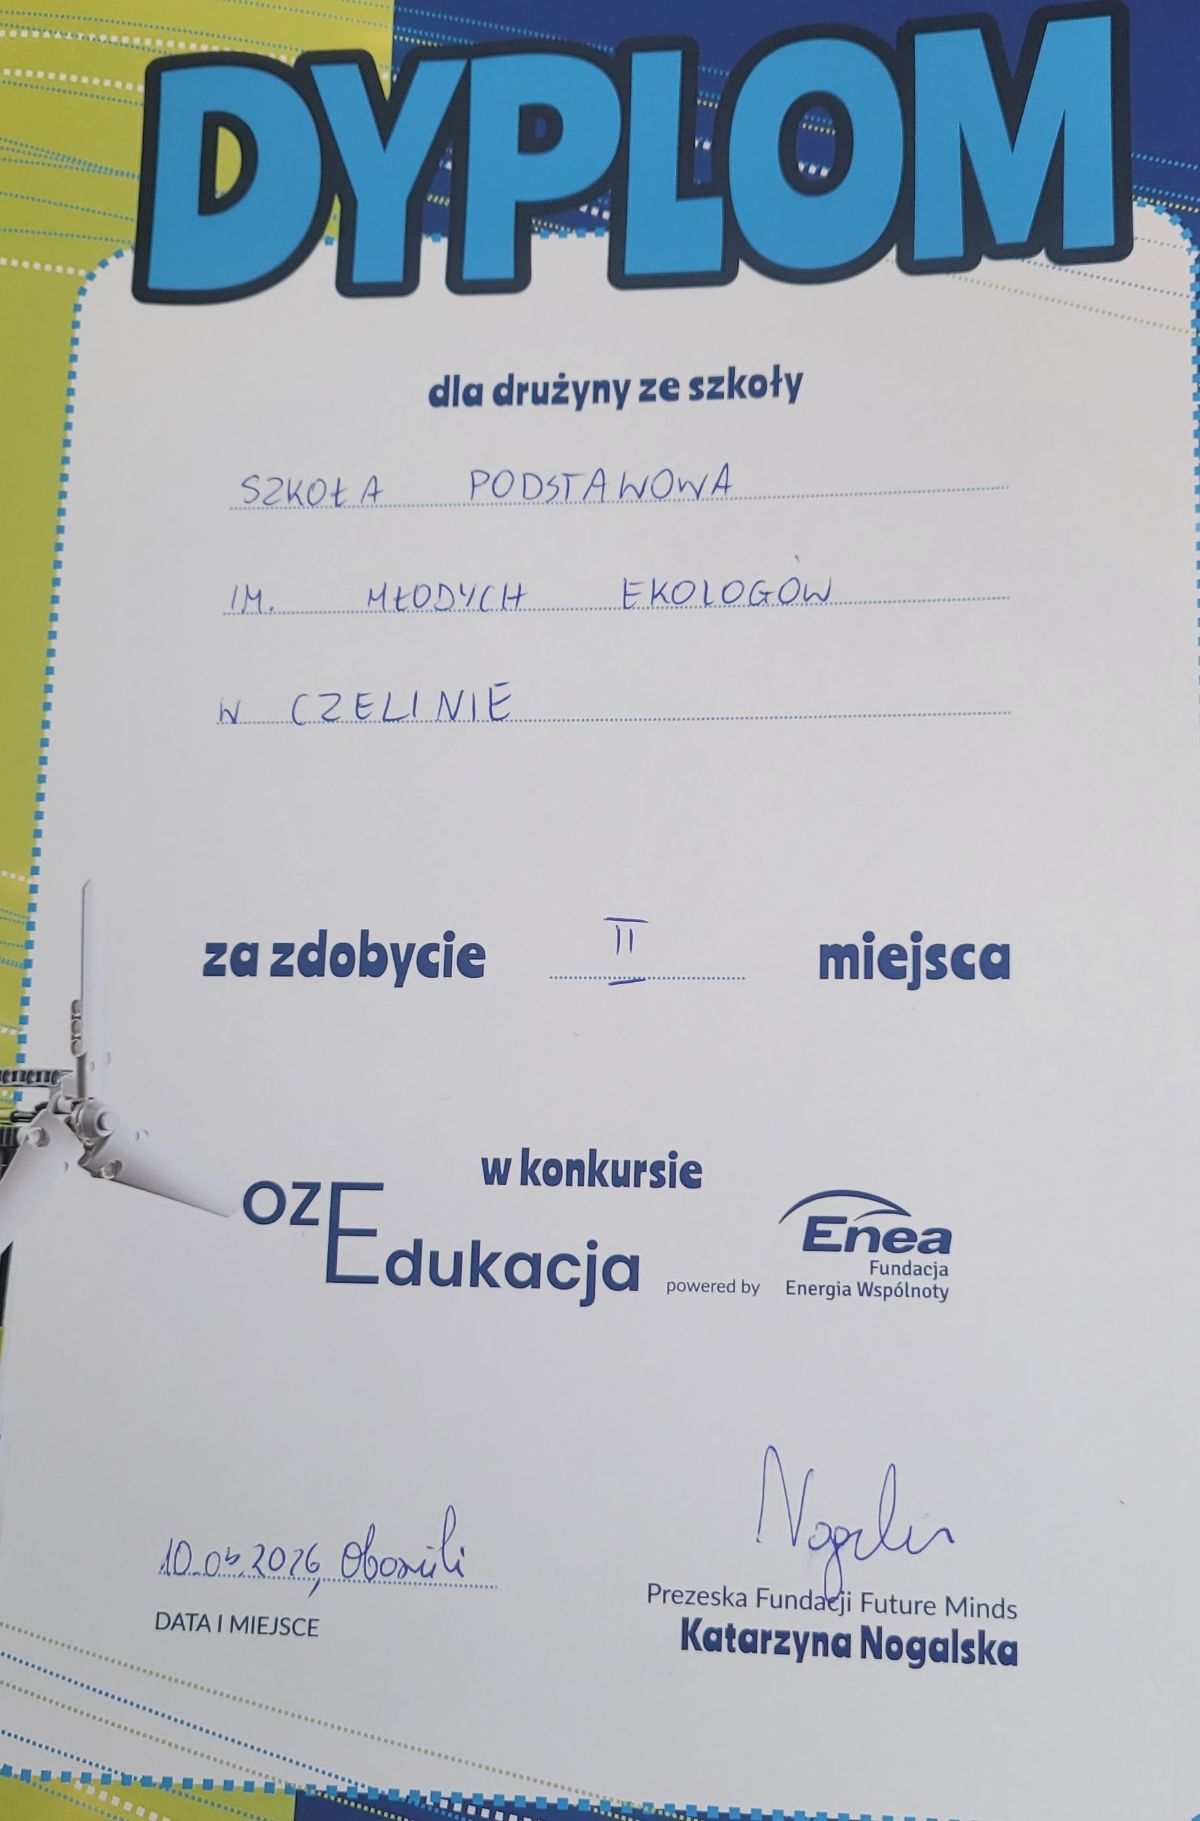 DYPLOM
dla drużyny ze szkoły
SZKOŁA PODSTAWOWA
IM. MŁODYCH EKOLOGÓW
W CZELINIE
za zdobycie II miejsca
w konkursie
OZEdukacja
powered by
Enea
Fundacja
Energia Wspólnoty
2026,
DATA I MIEJSCE
Prezeska Fundacji Future Minds
Katarzyna Nogalska